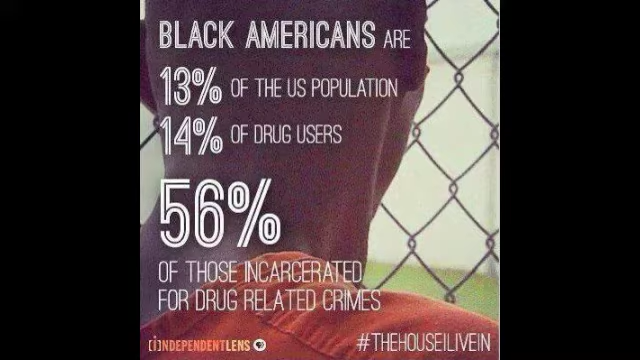 BLACK AMERICANS ARE
13% OF THE US POPULATION
14% OF DRUG USERS
56%
OF THOSE INCARCERATED
FOR DRUG RELATED CRIMES
[i]NDEPENDENTLENS #THEHOUSEILIVEIN